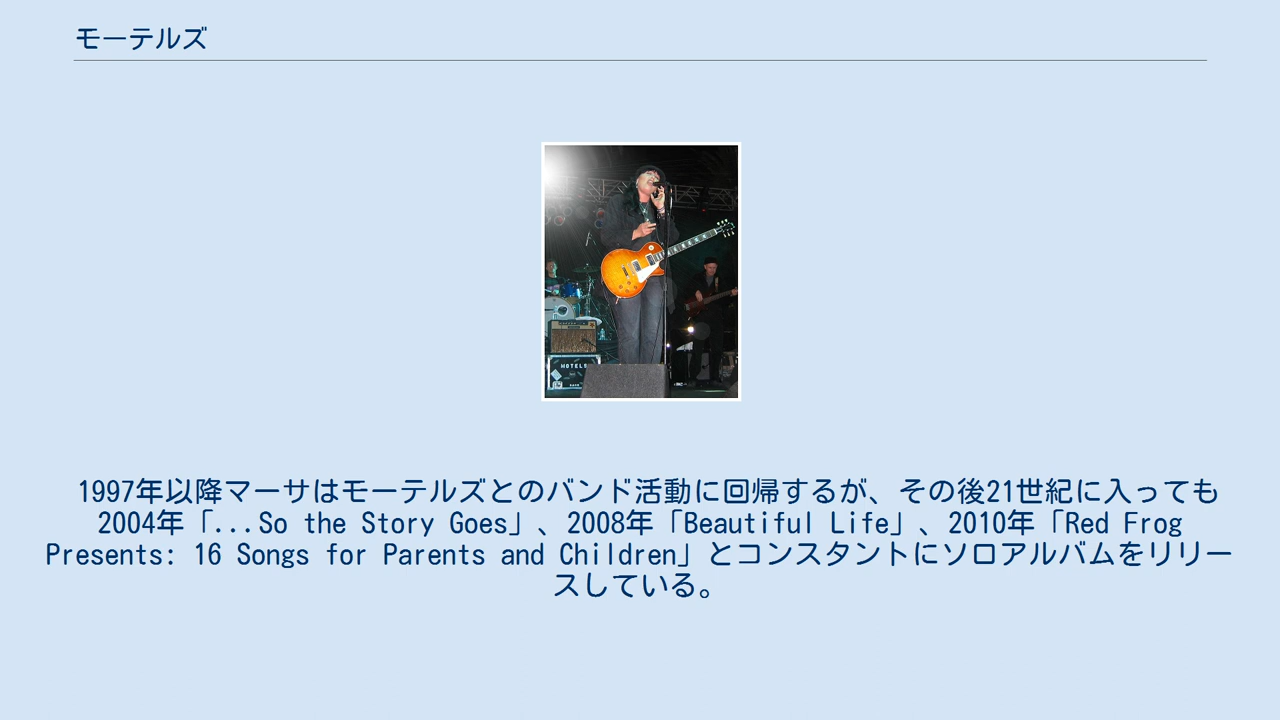 モーテルズ
MOTELS
1997年以降マーサはモーテルズとのバンド活動に回帰するが、その後21世紀に入っても
2004年「...So the Story Goes」、2008年「Beautiful Life」、2010年「Red Frog
Presents: 16 Songs for Parents and Children」とコンスタントにソロアルバムをリリー
スしている。